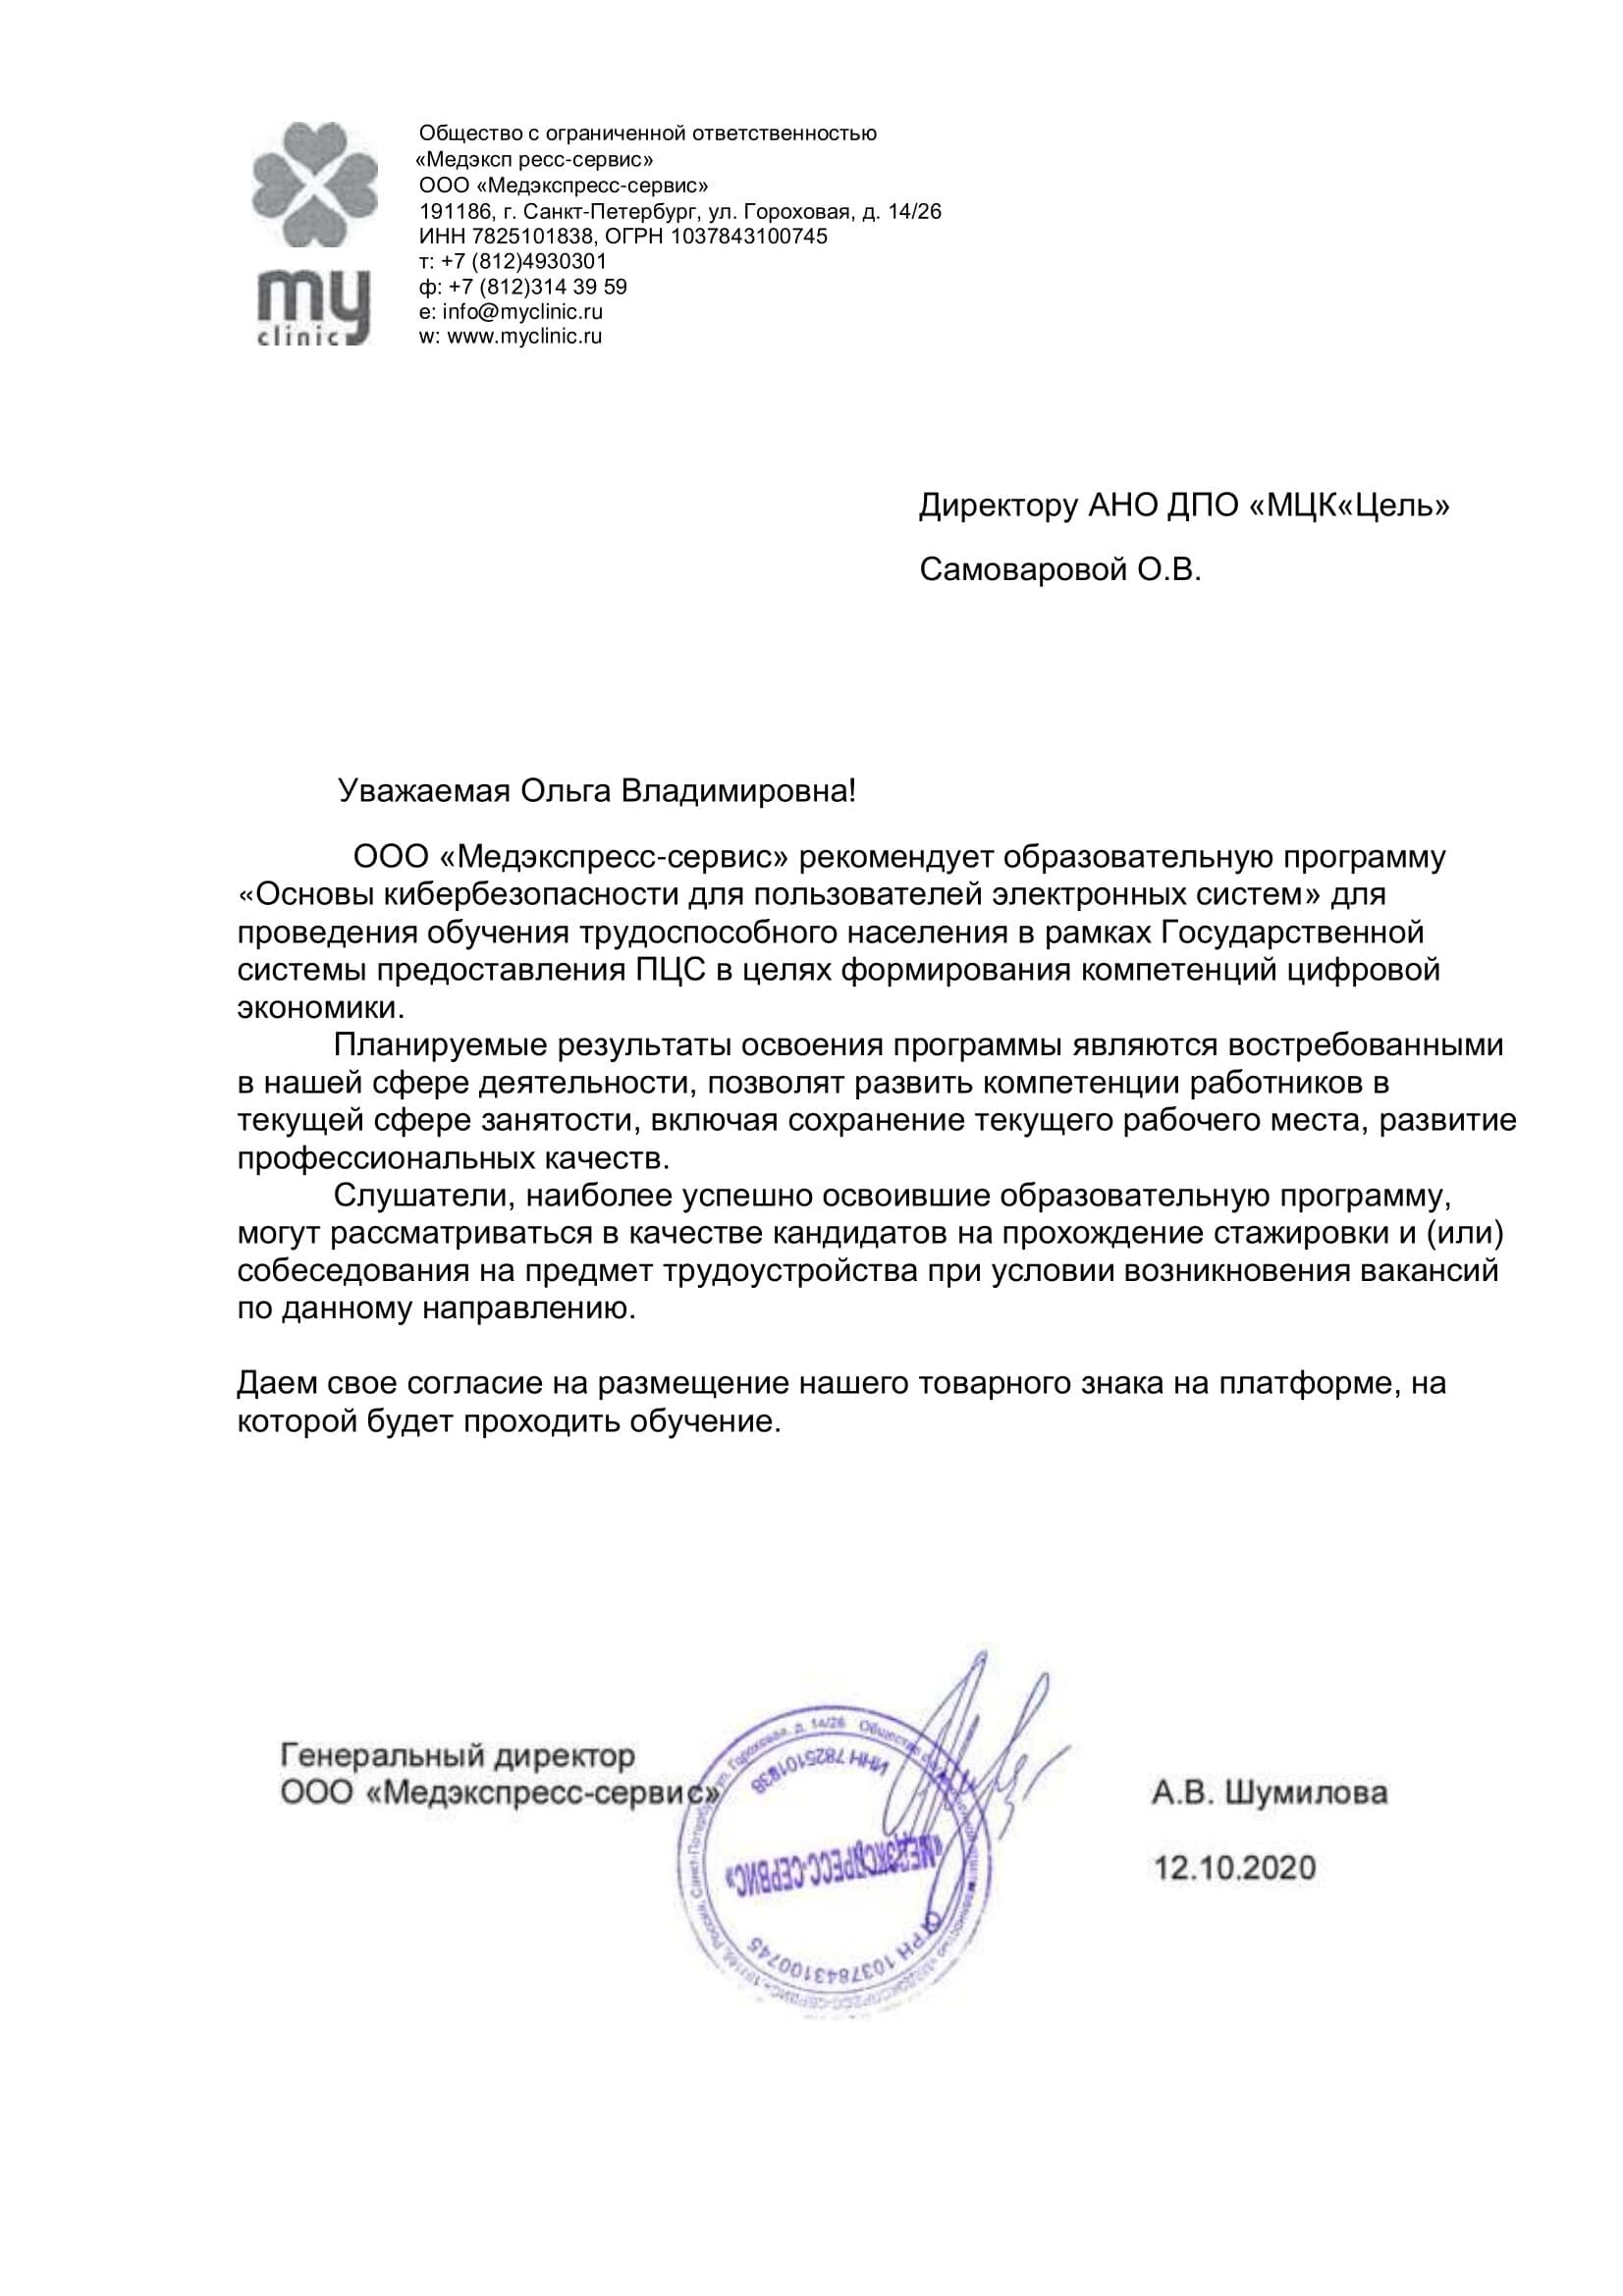 my
clinic
Общество с ограниченной ответственностью
«Медэксп ресс-сервис»
ООО «Медэкспресс-сервис»
191186, г. Санкт-Петербург, ул. Гороховая, д. 14/26
ИНН 7825101838, ОГРН 1037843100745
т: +7 (812)4930301
ф: +7 (812)314 39 59
е: info@myclinic.ru
w: www.myclinic.ru
Директору АНО ДПО «МЦК«Цель»
Самоваровой О.В.
Уважаемая Ольга Владимировна!
ООО «Медэкспресс-сервис» рекомендует образовательную программу
«Основы кибербезопасности для пользователей электронных систем» для
проведения обучения трудоспособного населения в рамках Государственной
системы предоставления ПЦС в целях формирования компетенций цифровой
экономики.
Планируемые результаты освоения программы являются востребованными
в нашей сфере деятельности, позволят развить компетенции работников в
текущей сфере занятости, включая сохранение текущего рабочего места, развитие
профессиональных качеств.
Слушатели, наиболее успешно освоившие образовательную программу,
могут рассматриваться в качестве кандидатов на прохождение стажировки и (или)
собеседования на предмет трудоустройства при условии возникновения вакансий
по данному направлению.
Даем свое согласие на размещение нашего товарного знака на платформе, на
которой будет проходить обучение.
Генеральный директор
ООО «Медэкспресс-сервис»
А.В. Шумилова
12.10.2020
ИНН 7825101838
«МЕДЭКСПРЕСС-СЕРВИС»
ОГРН 1037843100745